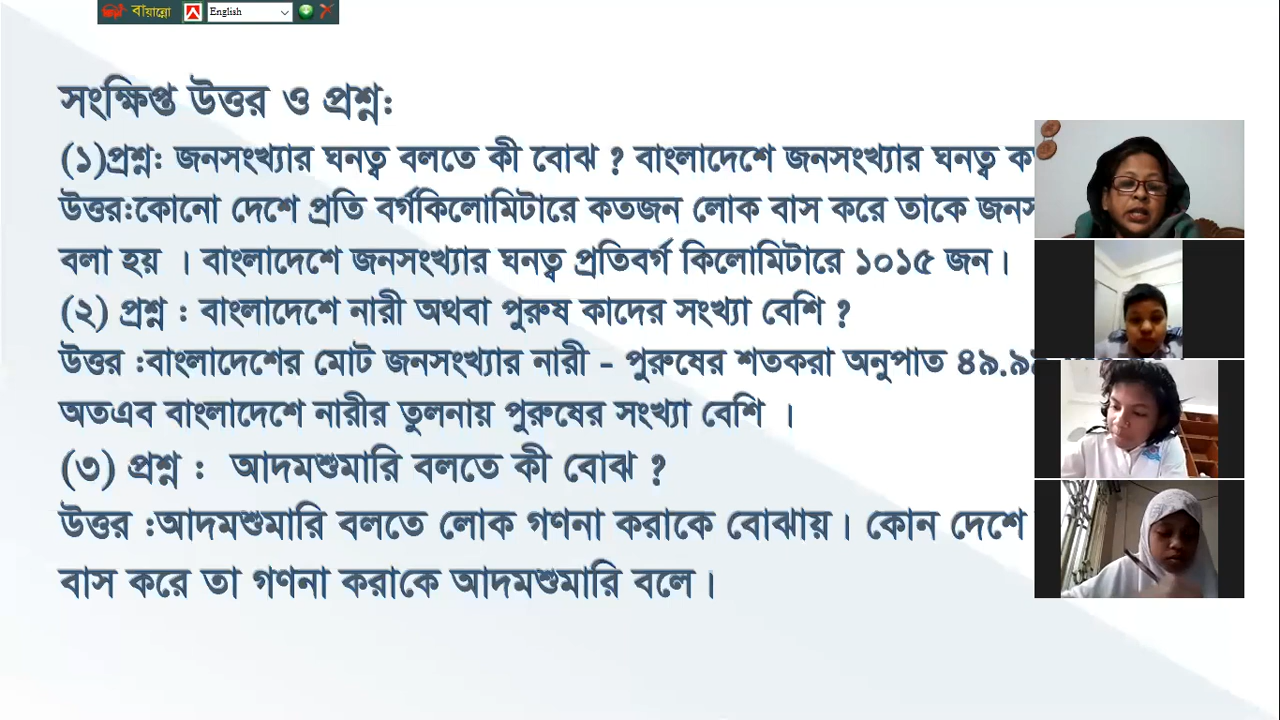 বায়ান্নো English
সংক্ষিপ্ত উত্তর ও প্রশ্ন:
(১)প্রশ্ন: জনসংখ্যার ঘনত্ব বলতে কী বোঝ ? বাংলাদেশে জনসংখ্যার ঘনত্ব
উত্তর:কোনো দেশে প্রতি বর্গকিলোমিটারে কতজন লোক বাস করে তাকে
বলা হয় । বাংলাদেশে জনসংখ্যার ঘনত্ব প্রতিবর্গ কিলোমিটারে ১০১৫ জন।
(২) প্রশ্ন : বাংলাদেশে নারী অথবা পুরুষ কাদের সংখ্যা বেশি ?
উত্তর :বাংলাদেশের মোট জনসংখ্যার নারী - পুরুষের শতকরা অনুপাত
অতএব বাংলাদেশে নারীর তুলনায় পুরুষের সংখ্যা বেশি ।
(৩) প্রশ্ন : আদমশুমারি বলতে কী বোঝ ?
উত্তর :আদমশুমারি বলতে লোক গণনা করাকে বোঝায়। কোন দেশে
বাস করে তা গণনা করাকে আদমশুমারি বলে।